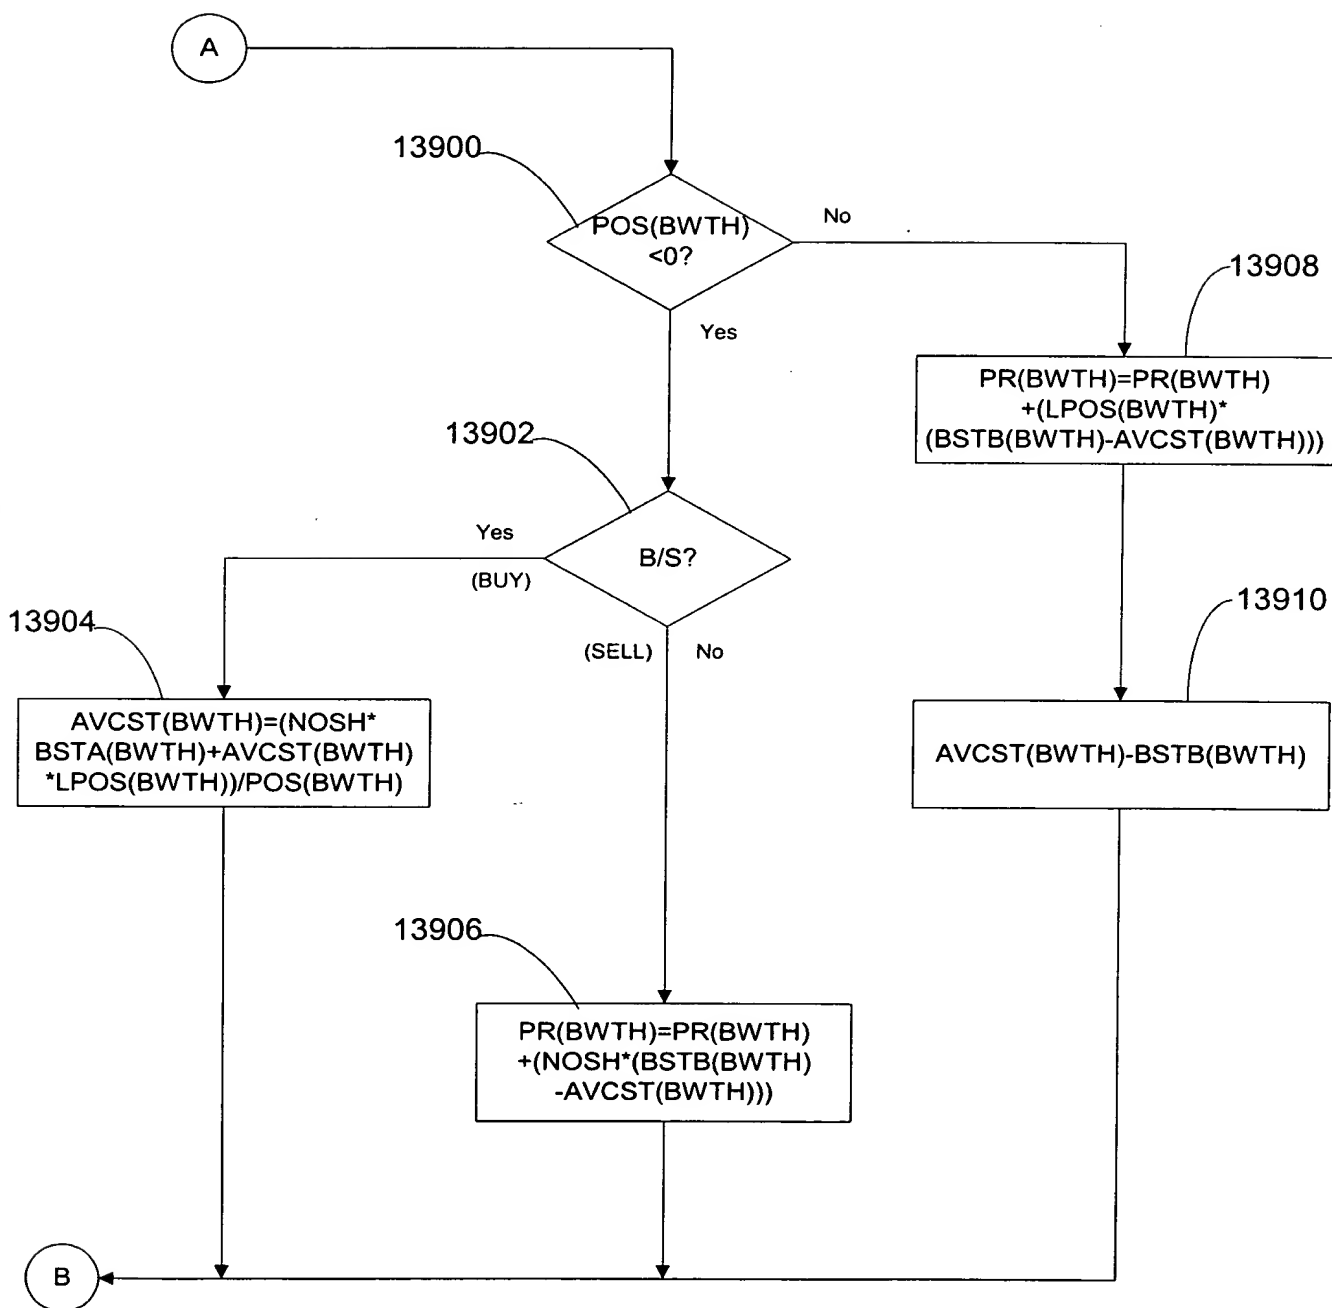 A
13900
POS(BWTH)
<0?
No
Yes
13908
PR(BWTH)=PR(BWTH)
+(LPOS(BWTH)*
(BSTB(BWTH)-AVCST(BWTH)))
13902
B/S?
Yes
(BUY)
(SELL) No
13904
AVCST(BWTH)=(NOSH*
BSTA(BWTH)+AVCST(BWTH)
*LPOS(BWTH))/POS(BWTH)
13910
AVCST(BWTH)-BSTB(BWTH)
13906
PR(BWTH)=PR(BWTH)
+(NOSH*(BSTB(BWTH)
-AVCST(BWTH)))
B